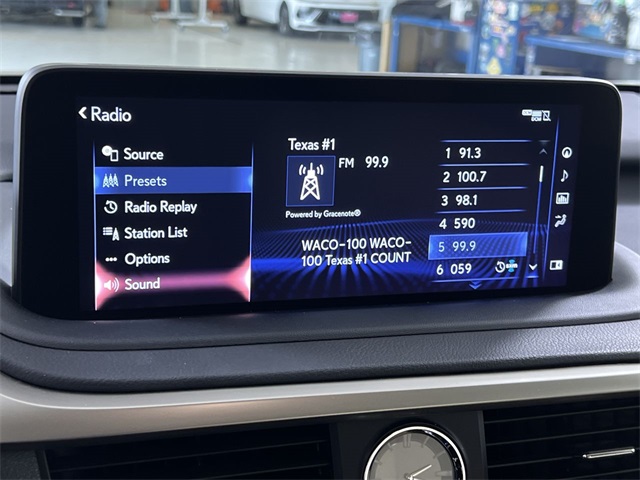 Radio
Source
Presets
Radio Replay
Station List
Options
Sound
Texas #1
FM 99.9
Powered by Gracenote®
WACO-100 WACO-
100 Texas #1 COUNT
1 91.3
2 100.7
3 98.1
4 590
5 99.9
6 059